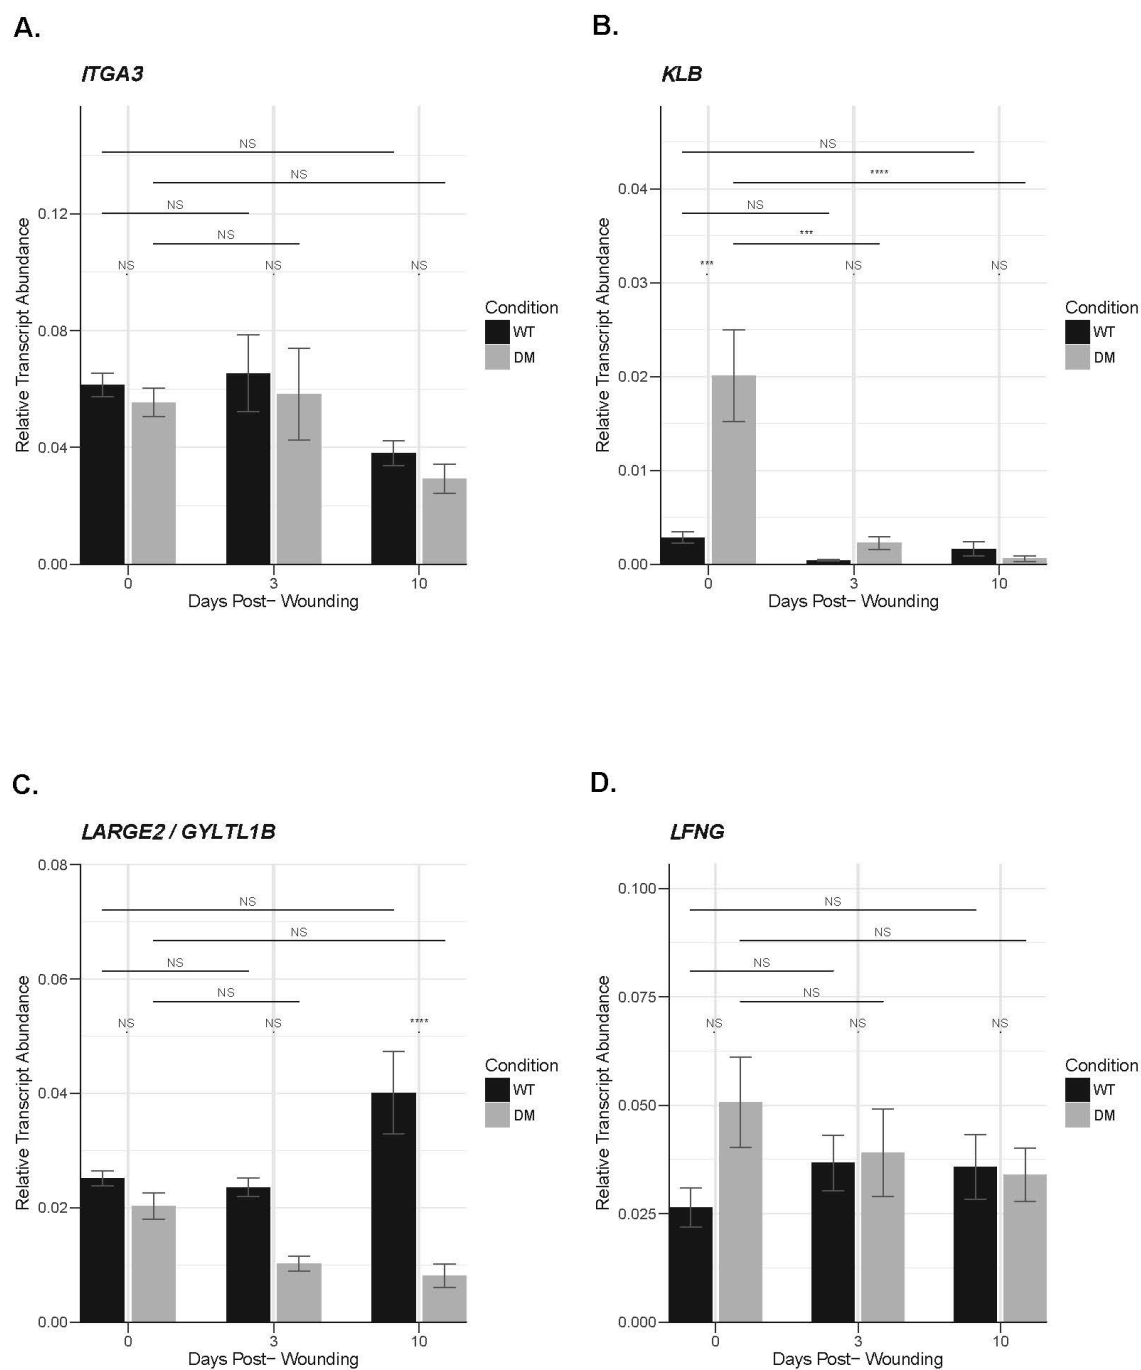 A.
ITGA3
NS
NS
NS
NS
NS NS NS
0.12
0.08
0.04
0.00
Relative Transcript Abundance
0 3 10
Days Post– Wounding
Condition
WT
DM
B.
KLB
NS
****
NS
***
*** NS NS
0.04
0.03
0.02
0.01
0.00
Relative Transcript Abundance
0 3 10
Days Post– Wounding
Condition
WT
DM
C.
LARGE2 / GYLTL1B
NS
NS
NS
NS
NS NS ****
0.08
0.06
0.04
0.02
0.00
Relative Transcript Abundance
0 3 10
Days Post– Wounding
Condition
WT
DM
D.
LFNG
NS
NS
NS
NS
NS NS NS
0.100
0.075
0.050
0.025
0.000
Relative Transcript Abundance
0 3 10
Days Post– Wounding
Condition
WT
DM